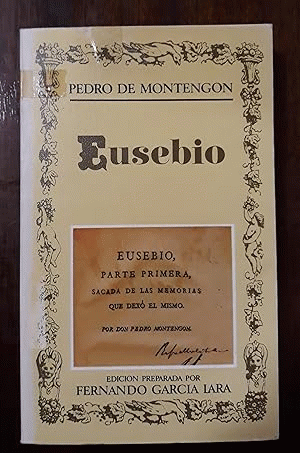 PEDRO DE MONTENGON
Eusebio
EUSEBIO,
PARTE PRIMERA,
SACADA DE LAS MEMORIAS
QUE DEXÓ EL MISMO.
POR DON PEDRO MONTENGOM.
EDICION PREPARADA POR
FERNANDO GARCIA LARA